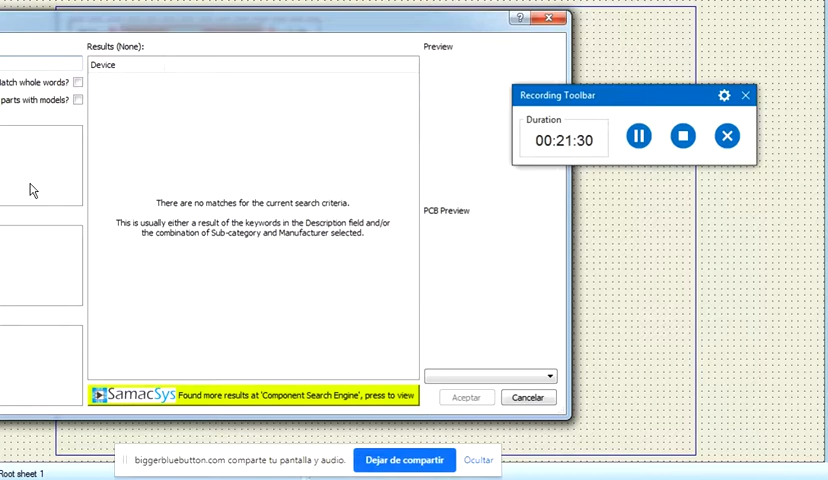 Results (None):
Preview
Device
Match whole words?
parts with models?
Recording Toolbar
Duration
00:21:30
There are no matches for the current search criteria.
This is usually either a result of the keywords in the Description field and/or
the combination of Sub-category and Manufacturer selected.
PCB Preview
SamacSys Found more results at 'Component Search Engine', press to view
Aceptar
Cancelar
biggerbluebutton.com comparte tu pantalla y audio.
Dejar de compartir
Ocultar
Root sheet 1